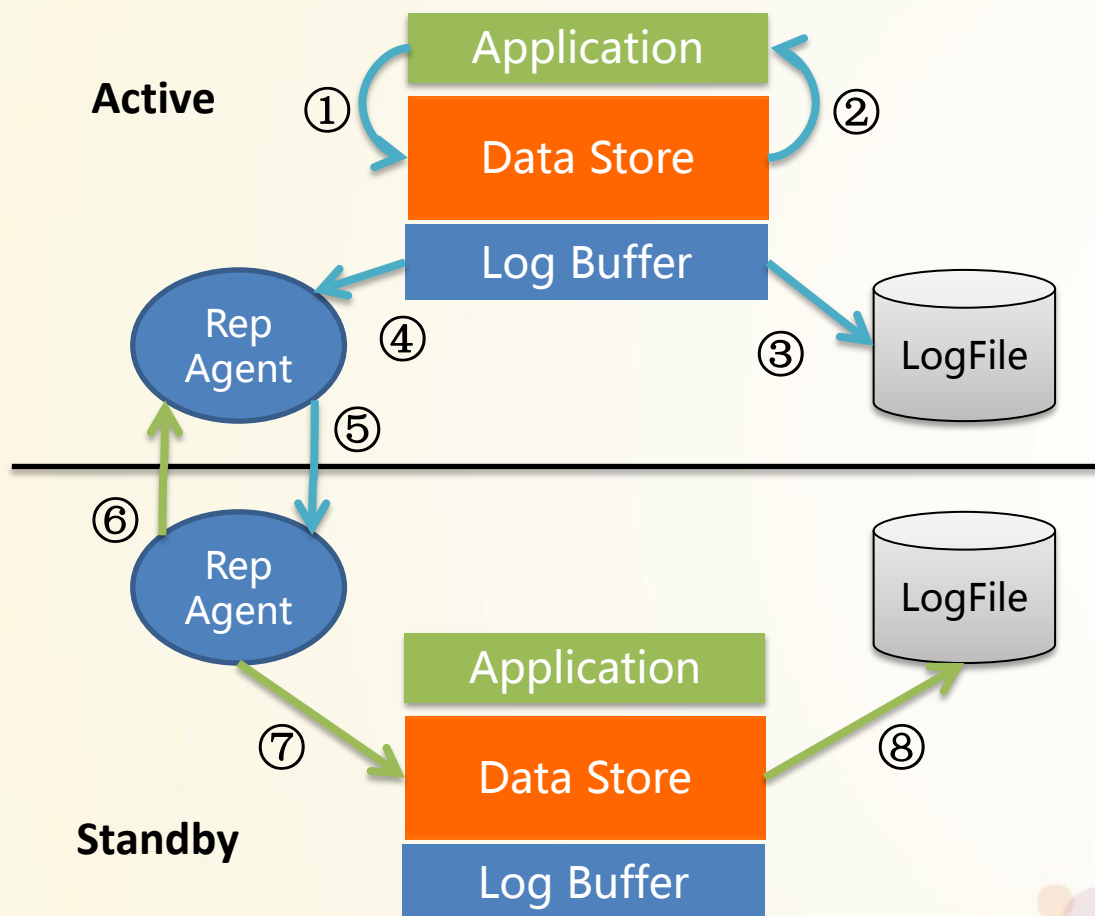 Application
Active
①
②
Data Store
Log Buffer
Rep
Agent
④
③
LogFile
⑤
⑥
Rep
Agent
LogFile
Application
⑦
⑧
Data Store
Standby
Log Buffer